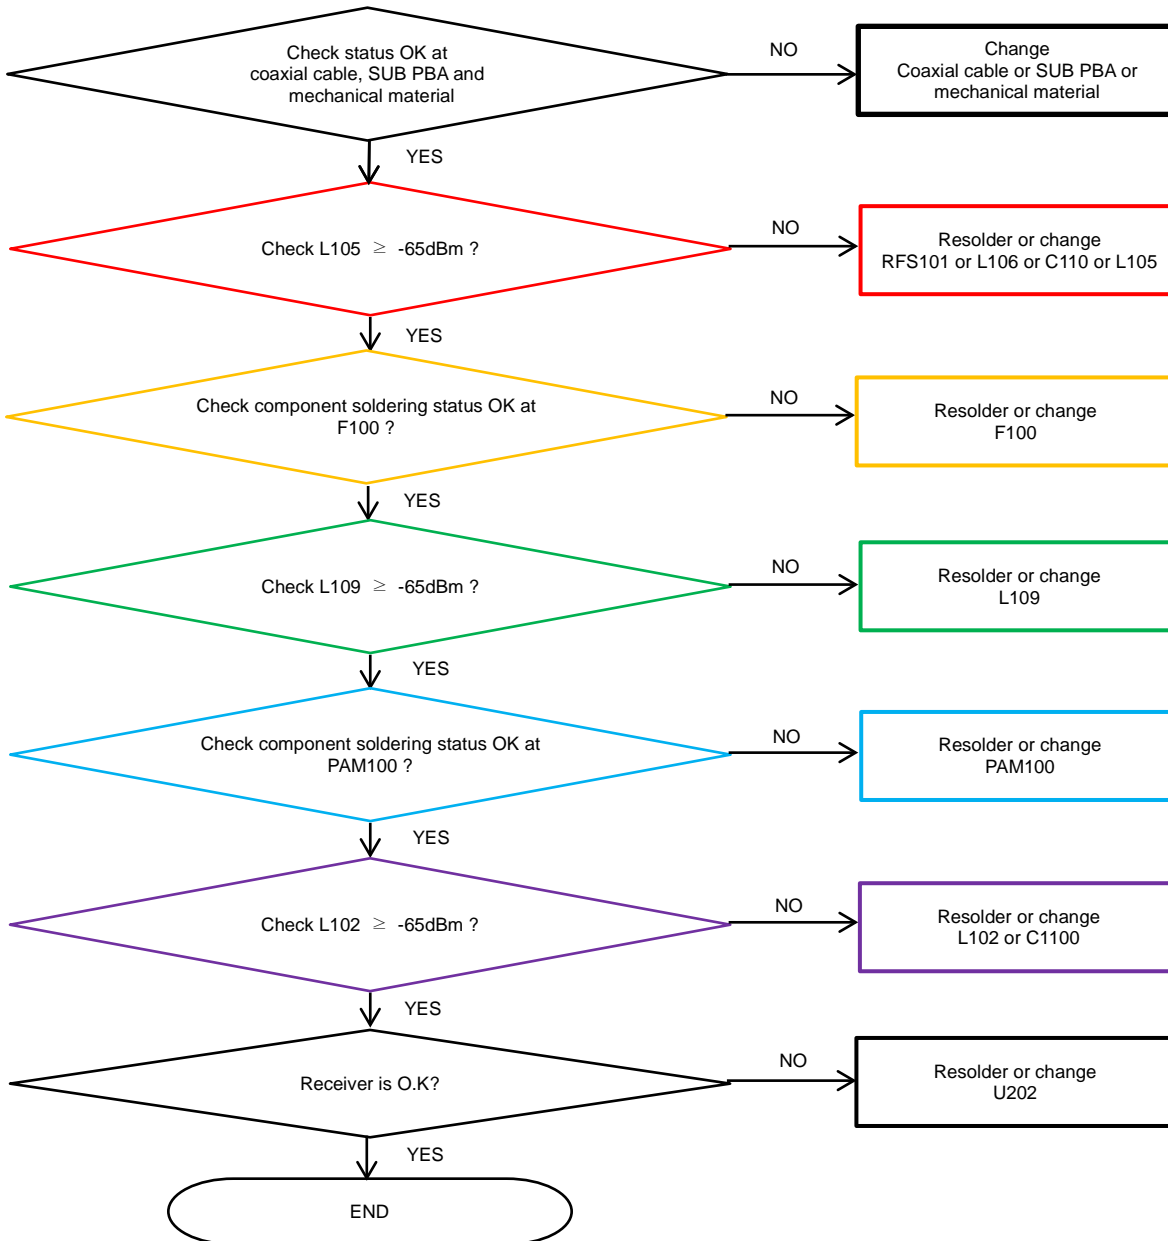 Check status OK at
coaxial cable, SUB PBA and
mechanical material
NO
Change
Coaxial cable or SUB PBA or
mechanical material
YES
Check L105 ≥ -65dBm ?
NO
Resolder or change
RFS101 or L106 or C110 or L105
YES
Check component soldering status OK at
F100 ?
NO
Resolder or change
F100
YES
Check L109 ≥ -65dBm ?
NO
Resolder or change
L109
YES
Check component soldering status OK at
PAM100 ?
NO
Resolder or change
PAM100
YES
Check L102 ≥ -65dBm ?
NO
Resolder or change
L102 or C1100
YES
Receiver is O.K?
NO
Resolder or change
U202
YES
END